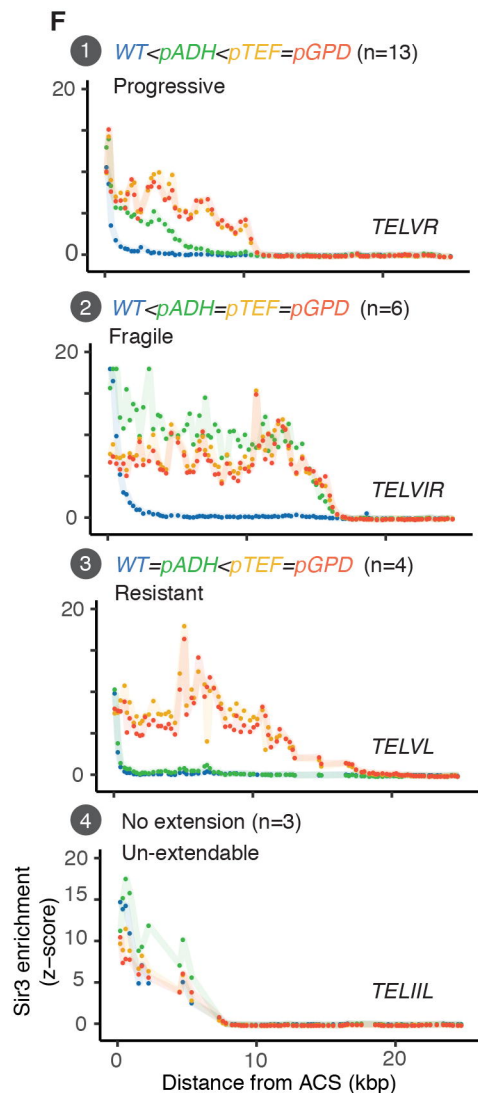 F
1 WT<pADH<pTEF=pGPD (n=13)
Progressive
20
0
TELVR
2 WT<pADH=pTEF=pGPD (n=6)
Fragile
20
0
TELVIR
3 WT=pADH<pTEF=pGPD (n=4)
Resistant
20
0
TELVL
4 No extension (n=3)
Un-extendable
20
15
10
5
0
Sir3 enrichment
(z-score)
TELIIL
0 10 20
Distance from ACS (kbp)